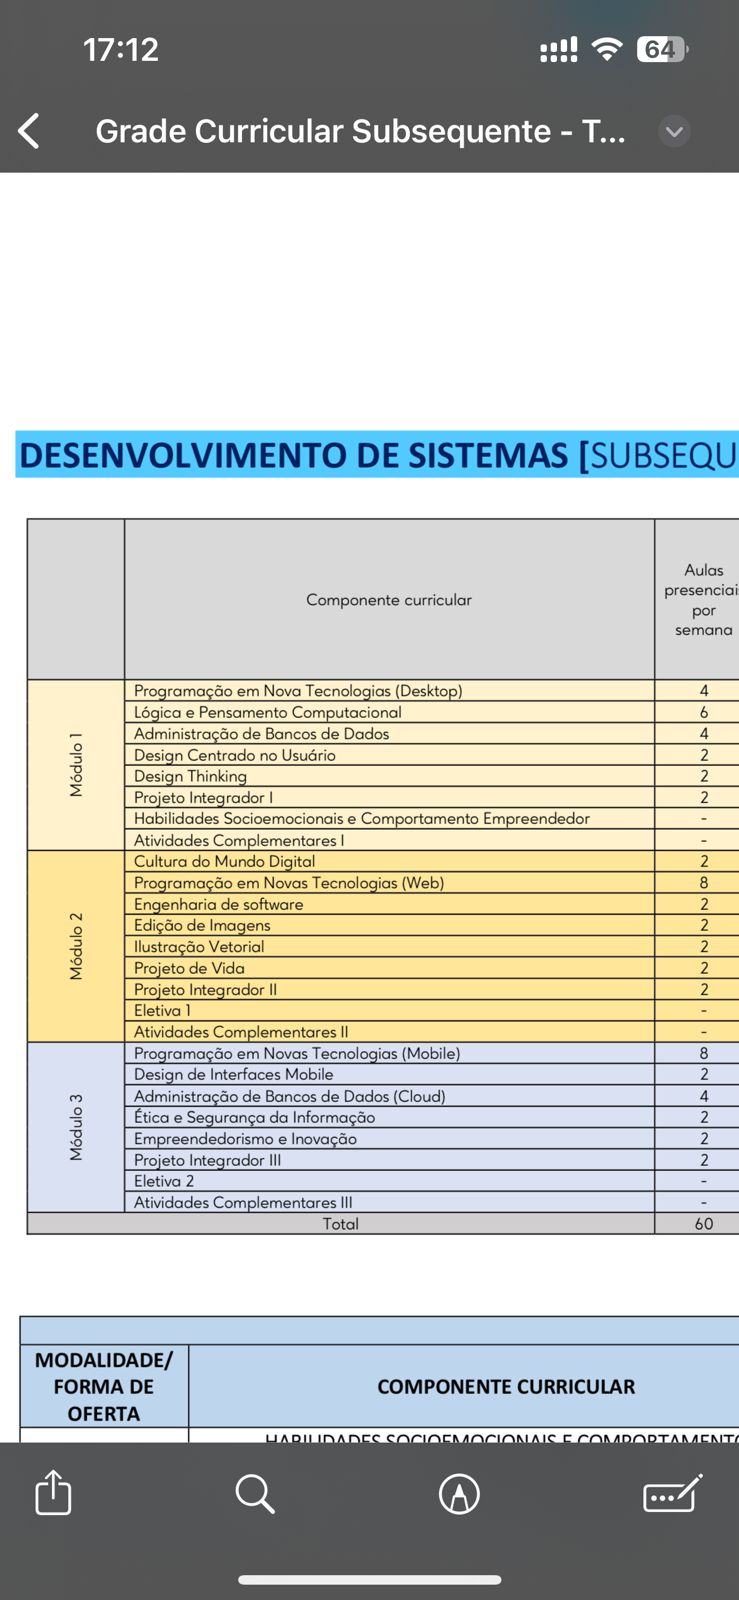 17:12
64
Grade Curricular Subsequente - T...
DESENVOLVIMENTO DE SISTEMAS [SUBSEQU
Componente curricular
Aulas
presenciai
por
semana
Módulo 1
Programação em Nova Tecnologias (Desktop) 4
Lógica e Pensamento Computacional 6
Administração de Bancos de Dados 4
Design Centrado no Usuário 2
Design Thinking 2
Projeto Integrador I 2
Habilidades Socioemocionais e Comportamento Empreendedor -
Atividades Complementares I -
Módulo 2
Cultura do Mundo Digital 2
Programação em Novas Tecnologias (Web) 8
Engenharia de software 2
Edição de Imagens 2
Ilustração Vetorial 2
Projeto de Vida 2
Projeto Integrador II 2
Eletiva 1 -
Atividades Complementares II -
Módulo 3
Programação em Novas Tecnologias (Mobile) 8
Design de Interfaces Mobile 2
Administração de Bancos de Dados (Cloud) 4
Ética e Segurança da Informação 2
Empreendedorismo e Inovação 2
Projeto Integrador III 2
Eletiva 2 -
Atividades Complementares III -
Total 60
MODALIDADE/
FORMA DE
OFERTA
COMPONENTE CURRICULAR
HABILIDADES SOCIOEMOCIONAIS E COMPORTAMENTO